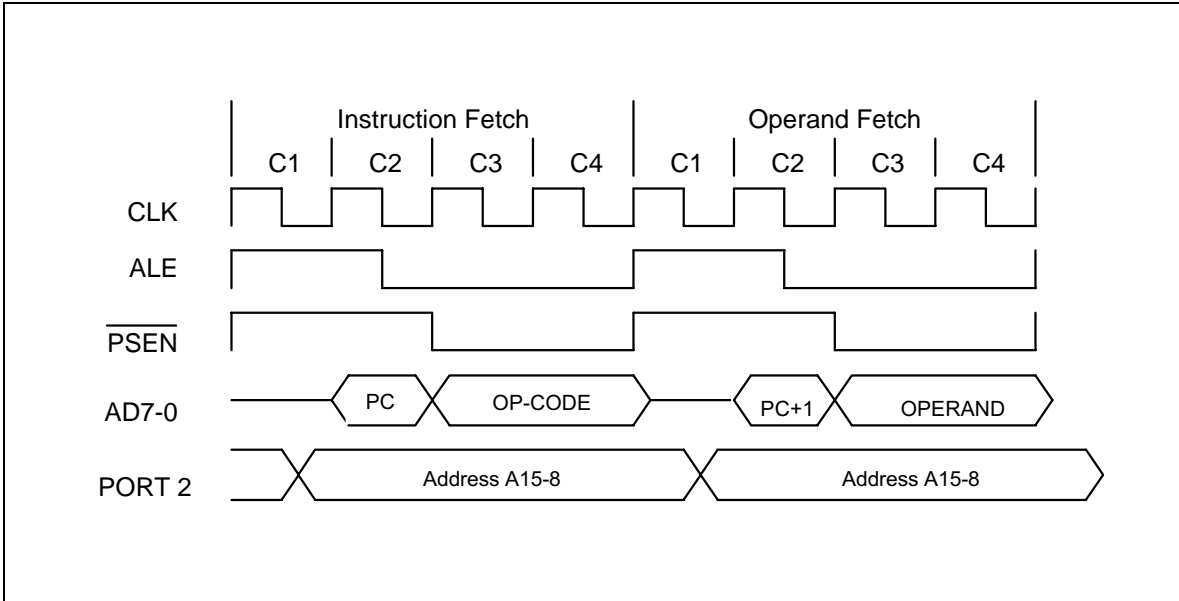 Instruction Fetch Operand Fetch
C1 C2 C3 C4 C1 C2 C3 C4
CLK
ALE
PSEN
AD7-0 PC OP-CODE PC+1 OPERAND
PORT 2 Address A15-8 Address A15-8